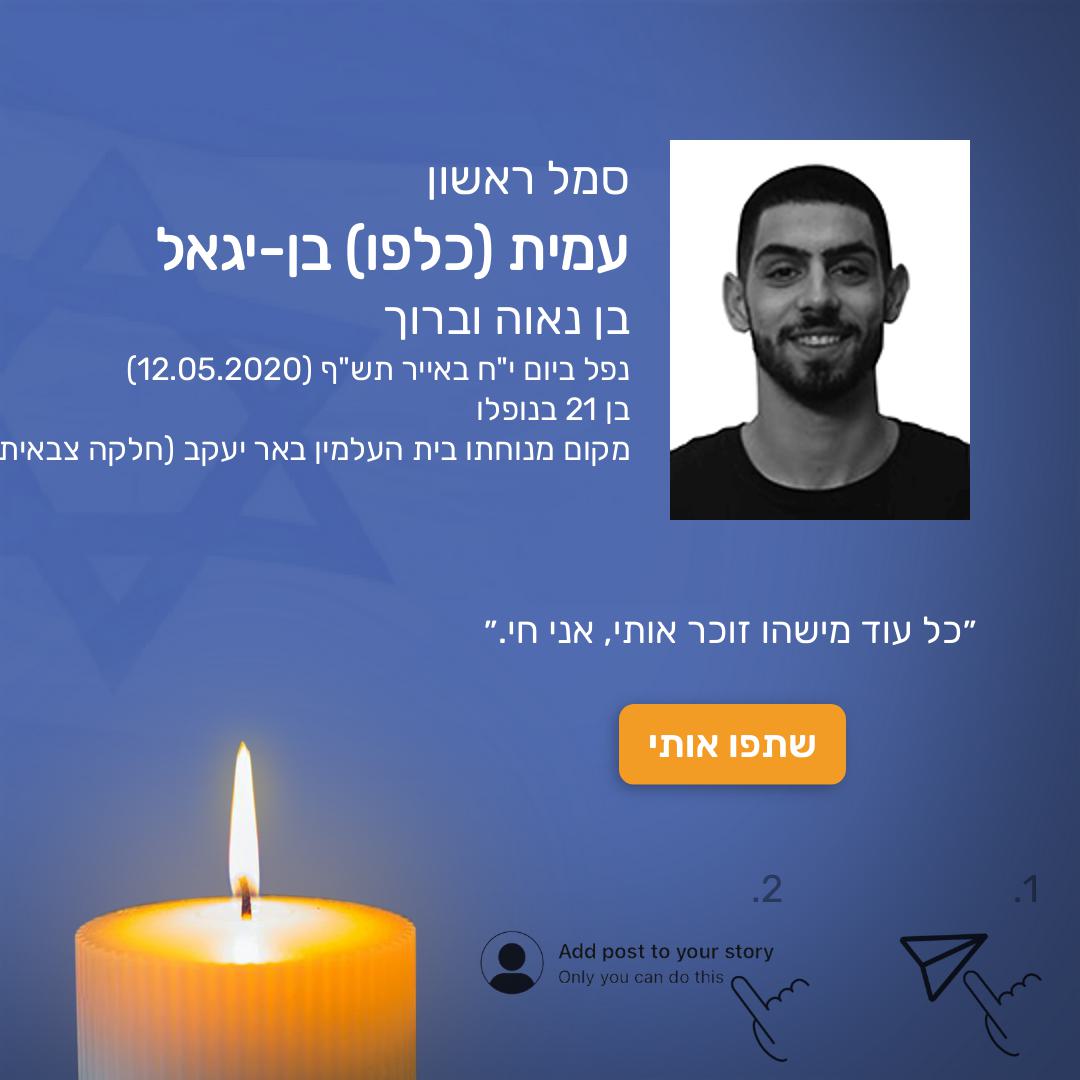 סמל ראשון
עמית (כלפו) בן-יגאל
בן נאוה וברוך
נפל ביום י"ח באייר תש"ף (12.05.2020)
בן 21 בנופלו
מקום מנוחתו בית העלמין באר יעקב (חלקה צבאית
״כל עוד מישהו זוכר אותי, אני חי.״
שתפו אותי
1.
2.
Add post to your story
Only you can do this